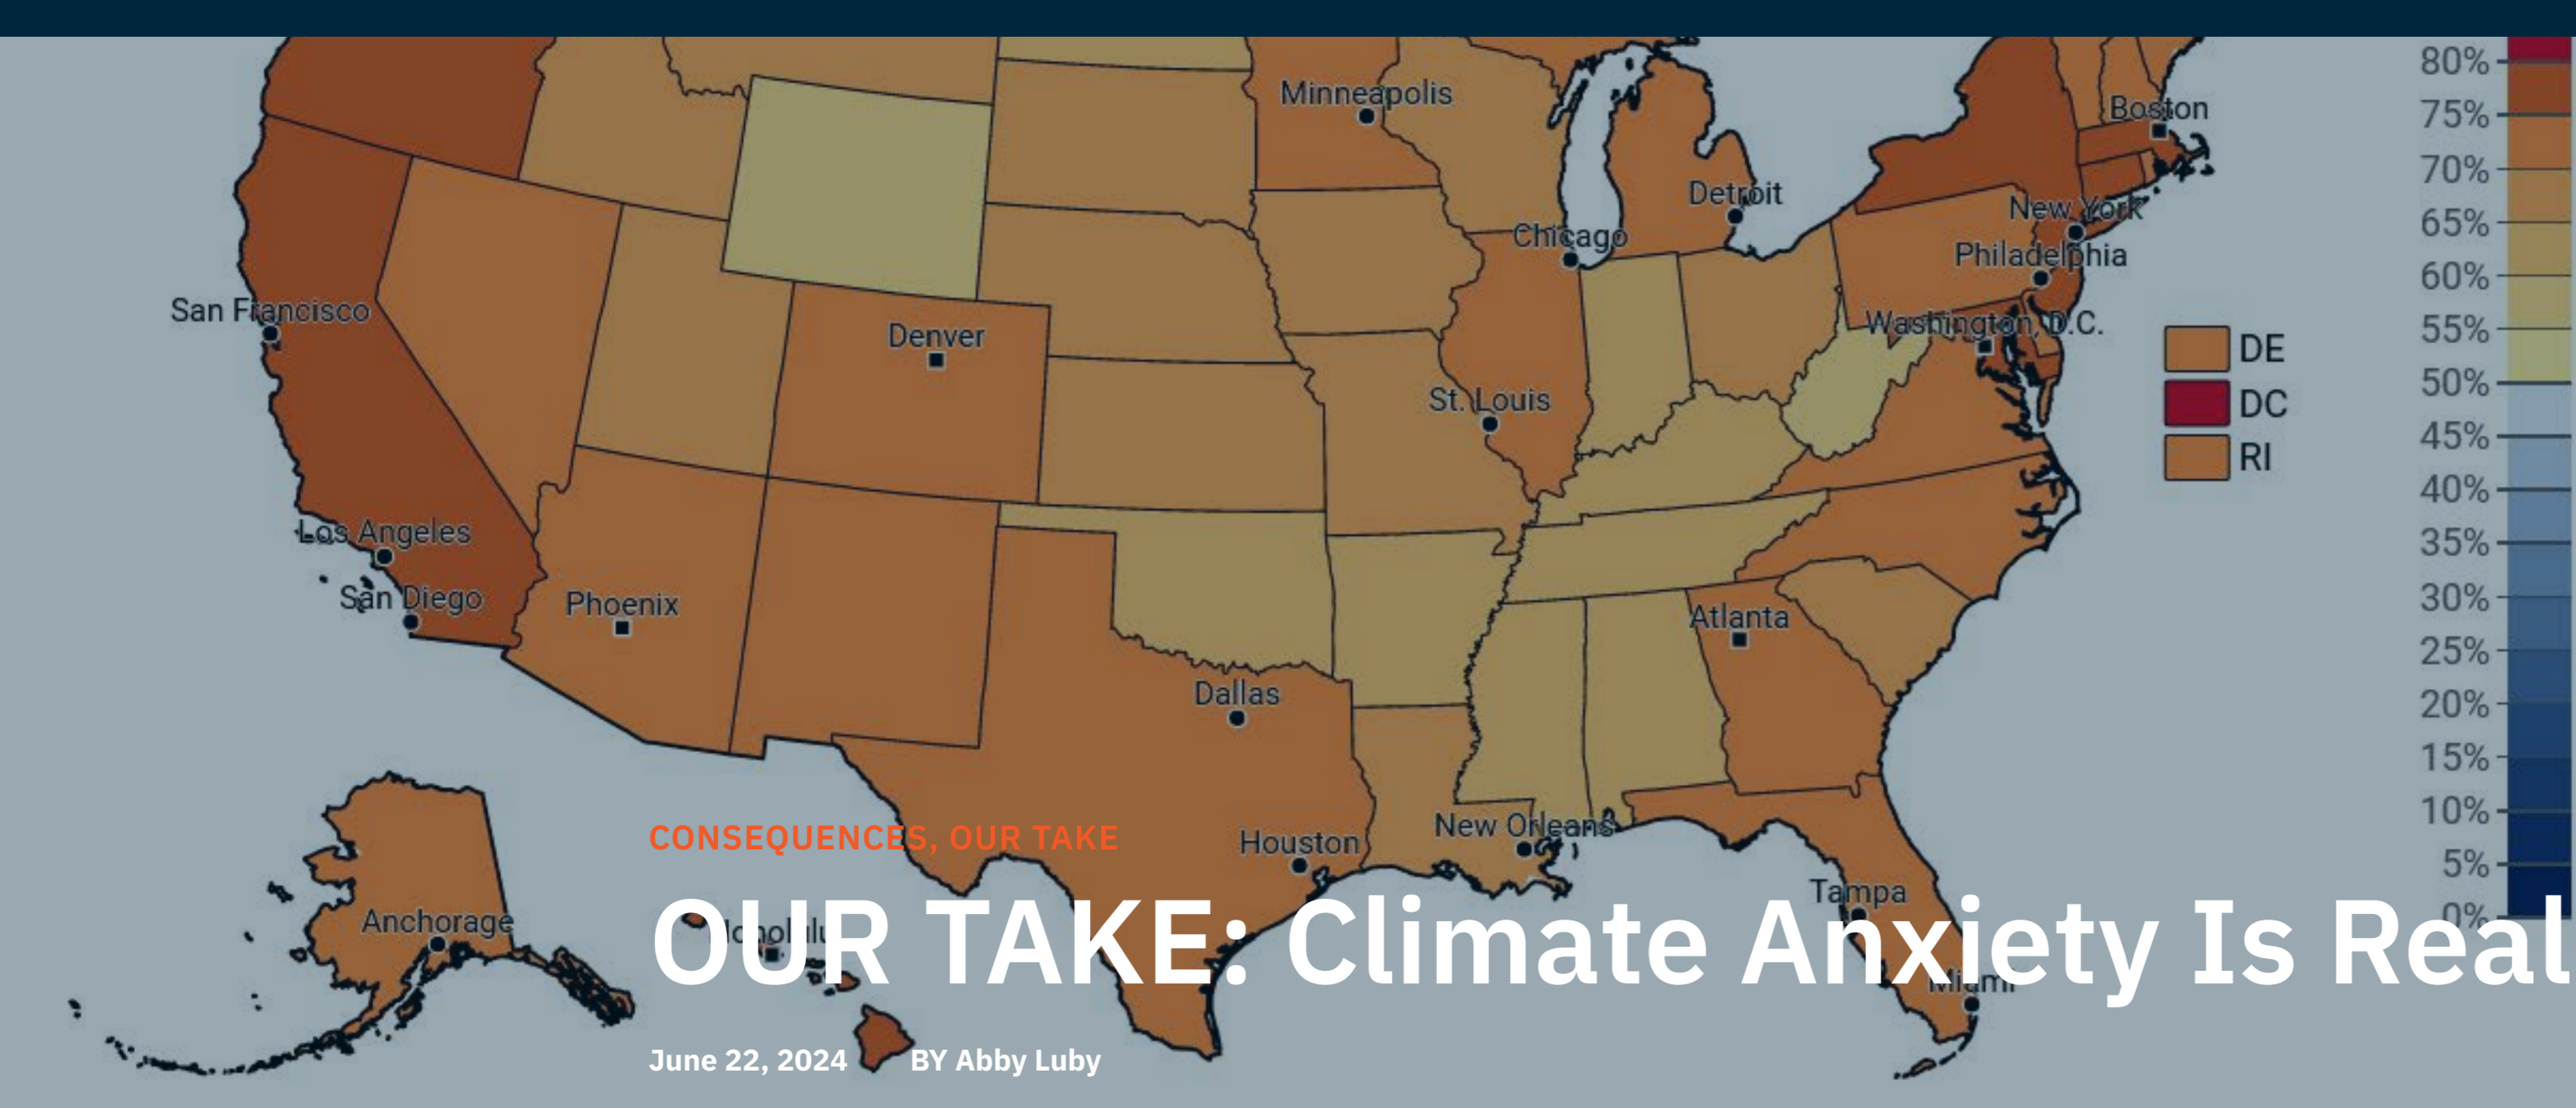 80%
Minneapolis
75%
Boston
70%
Detroit
New York
65%
Chicago
Philadelphia
60%
San Francisco
Washington, D.C.
55%
Denver
DE
50%
St. Louis
DC
45%
RI
40%
Los Angeles
35%
San Diego
Phoenix
30%
Atlanta
25%
Dallas
20%
15%
10%
CONSEQUENCES, OUR TAKE
New Orleans
Houston
5%
Tampa
0%
Anchorage
Honolulu
OUR TAKE: Climate Anxiety Is Real
Miami
June 22, 2024
BY Abby Luby